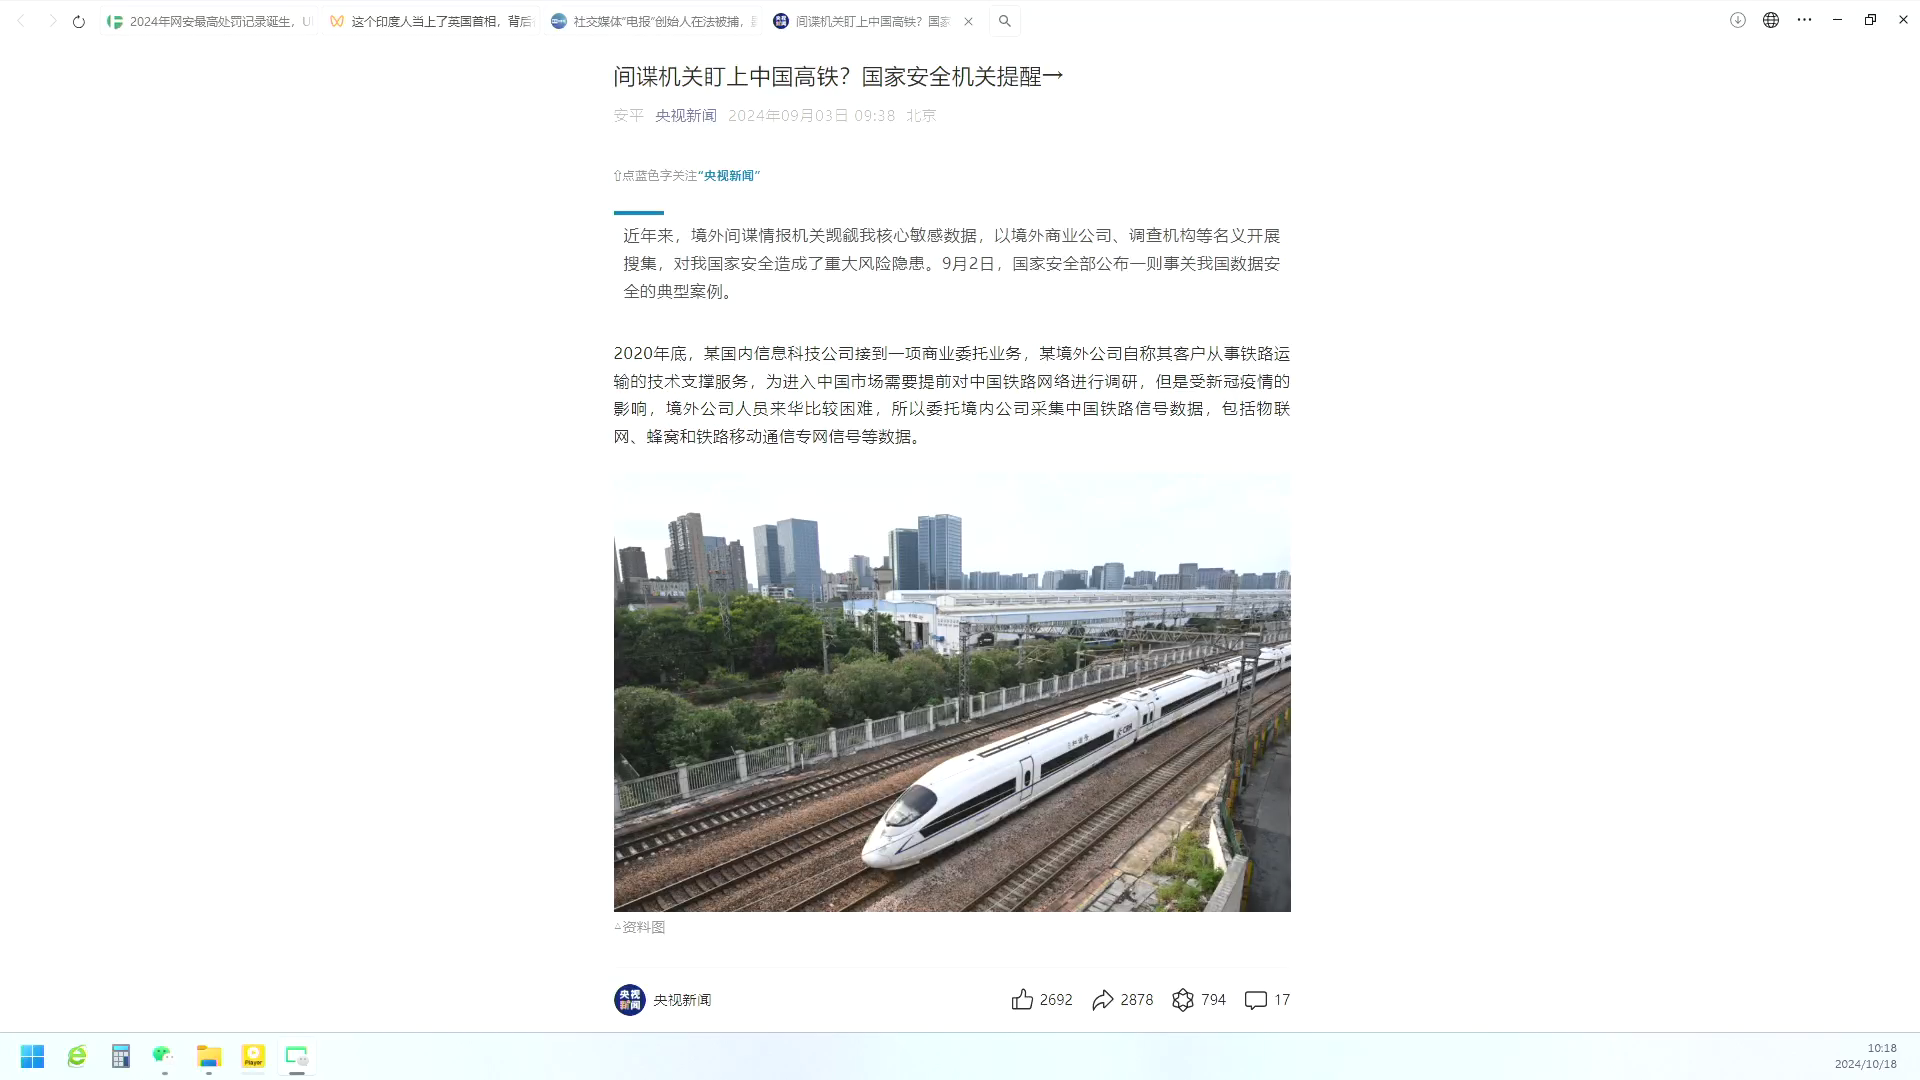 2024年网安最高处罚记录诞生，U
这个印度人当上了英国首相，背后
社交媒体“电报”创始人在法被捕，
间谍机关盯上中国高铁？国家
间谍机关盯上中国高铁？国家安全机关提醒→
安平 央视新闻 2024年09月03日 09:38 北京
⇧点蓝色字关注“央视新闻”
近年来，境外间谍情报机关觊觎我核心敏感数据，以境外商业公司、调查机构等名义开展
搜集，对我国家安全造成了重大风险隐患。9月2日，国家安全部公布一则事关我国数据安
全的典型案例。
2020年底，某国内信息科技公司接到一项商业委托业务，某境外公司自称其客户从事铁路运
输的技术支撑服务，为进入中国市场需要提前对中国铁路网络进行调研，但是受新冠疫情的
影响，境外公司人员来华比较困难，所以委托境内公司采集中国铁路信号数据，包括物联
网、蜂窝和铁路移动通信专网信号等数据。
△资料图
央视新闻 央视新闻 2692 2878 794 17
Player
10:18
2024/10/18